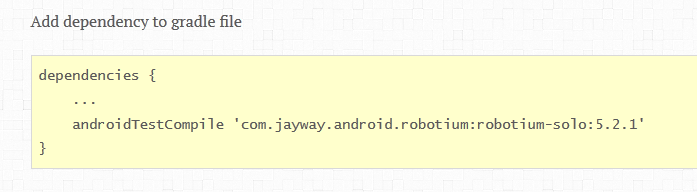 Add dependency to gradle file
dependencies {
...
androidTestCompile 'com.jayway.android.robotium:robotium-solo:5.2.1'
}